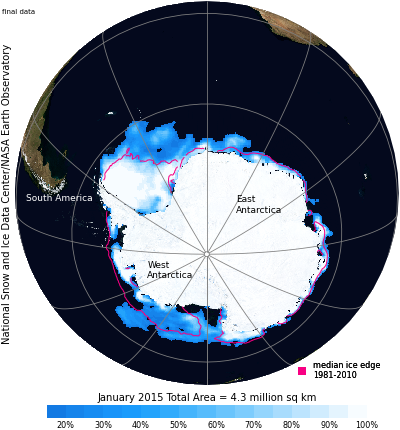 final data
National Snow and Ice Data Center/NASA Earth Observatory
South America
East
Antarctica
West
Antarctica
median ice edge
1981-2010
January 2015 Total Area = 4.3 million sq km
20% 30% 40% 50% 60% 70% 80% 90% 100%